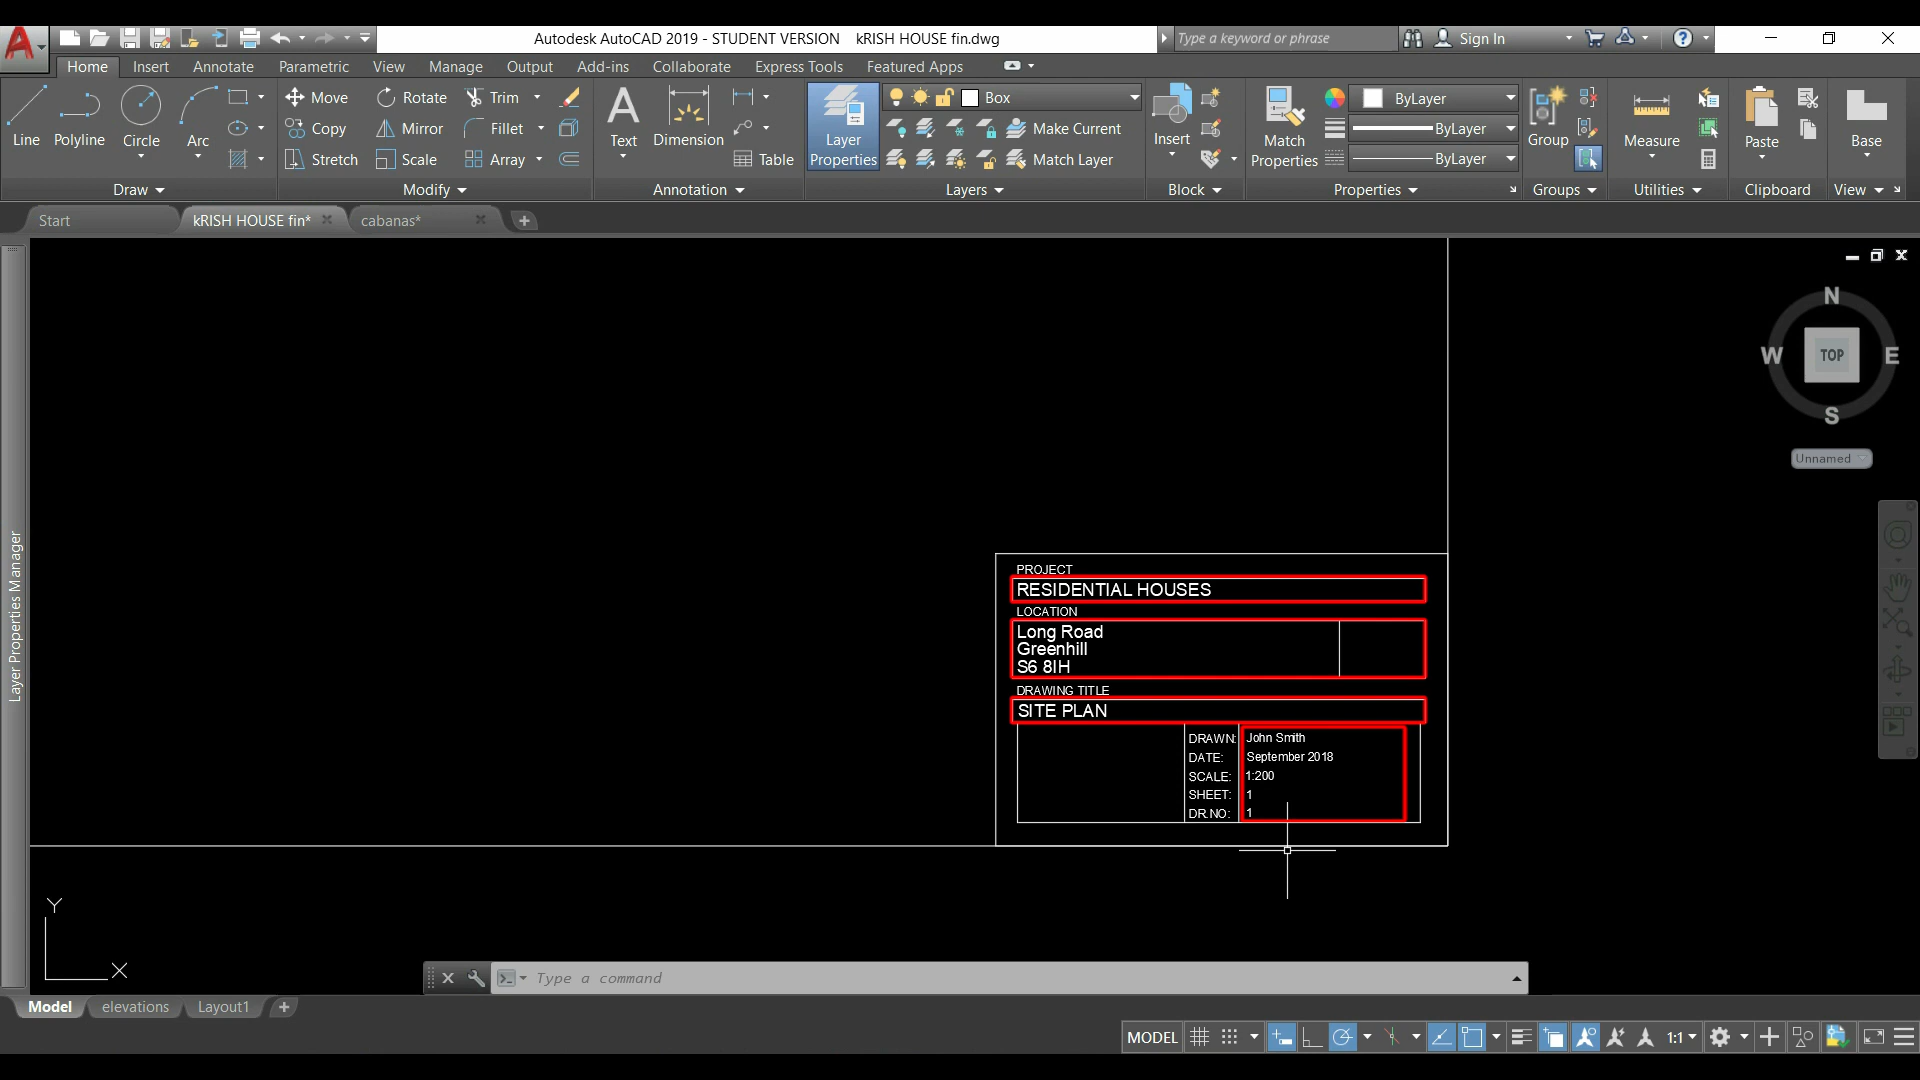 Autodesk AutoCAD 2019 - STUDENT VERSION kRISH HOUSE fin.dwg
Type a keyword or phrase
Sign In
Home Insert Annotate Parametric View Manage Output Add-ins Collaborate Express Tools Featured Apps
Line Polyline Circle Arc
Move Rotate Trim
Copy Mirror Fillet
Stretch Scale Array
Text Dimension Table
Layer Properties
Box
Make Current
Match Layer
Insert
Match Properties
ByLayer
ByLayer
ByLayer
Group
Measure
Paste
Base
Draw Modify Annotation Layers Block Properties Groups Utilities Clipboard View
Start kRISH HOUSE fin* cabanas*
N
W TOP E
S
Unnamed
Layer Properties Manager
PROJECT
RESIDENTIAL HOUSES
LOCATION
Long Road
Greenhill
S6 8IH
DRAWING TITLE
SITE PLAN
DRAWN: John Smith
DATE: September 2018
SCALE: 1:200
SHEET: 1
DR.NO: 1
Y
X
Type a command
Model elevations Layout1
MODEL 1:1